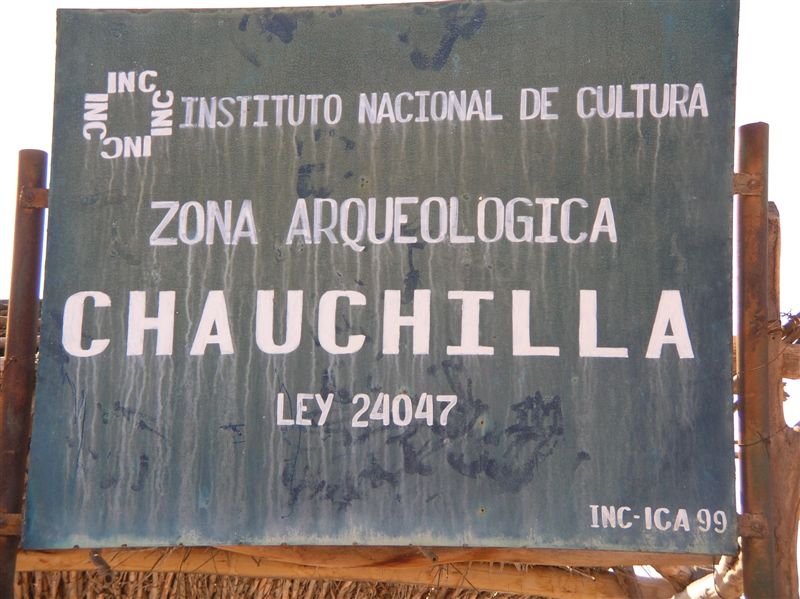 INC
INC
INC
INC
INSTITUTO NACIONAL DE CULTURA
ZONA ARQUEOLOGICA
CHAUCHILLA
LEY 24047
INC-ICA 99